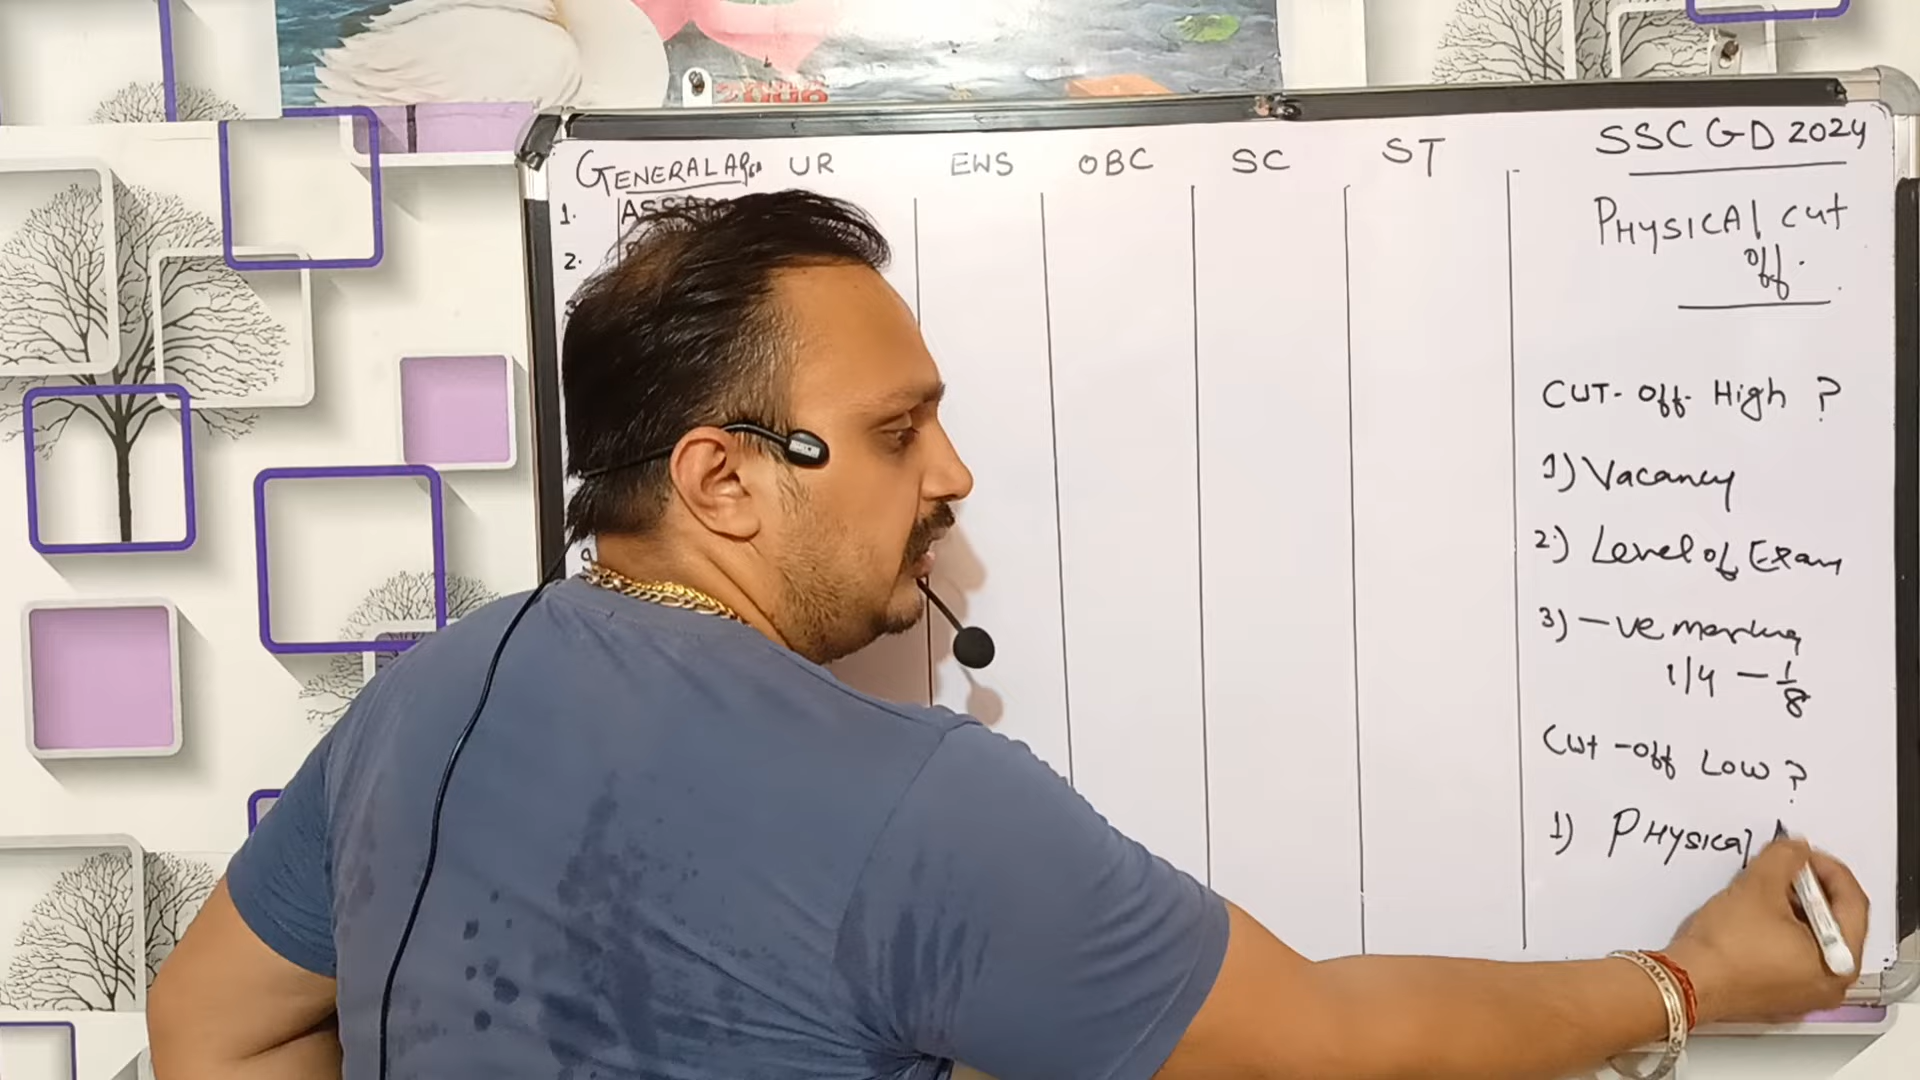 GENERAL UR EWS OBC SC ST
1. ASSAM
2.
SSC GD 2024
PHYSICAL Cut
off.
CUT-off High ?
1) Vacancy
2) Level of Exam
3) -ve marking
1/4 - 1/8
Cut-off Low ?
1) PHYSICal